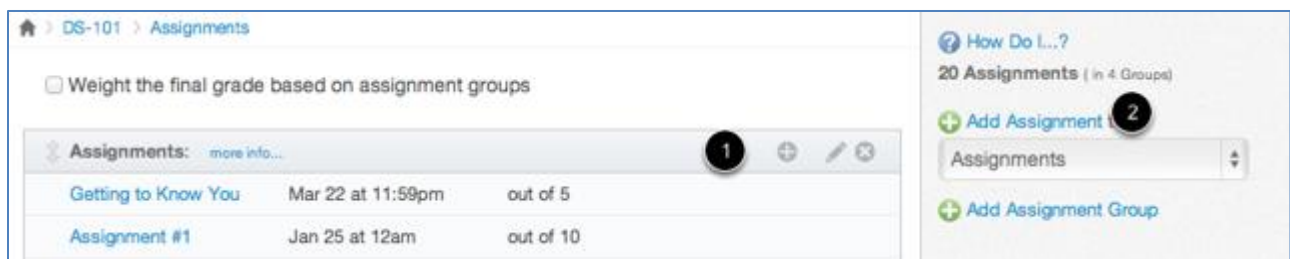 DS-101 > Assignments
Weight the final grade based on assignment groups
Assignments: more info...
1
Getting to Know You Mar 22 at 11:59pm out of 5
Assignment #1 Jan 25 at 12am out of 10
How Do I...?
20 Assignments ( in 4 Groups)
Add Assignment
2
Assignments
Add Assignment Group